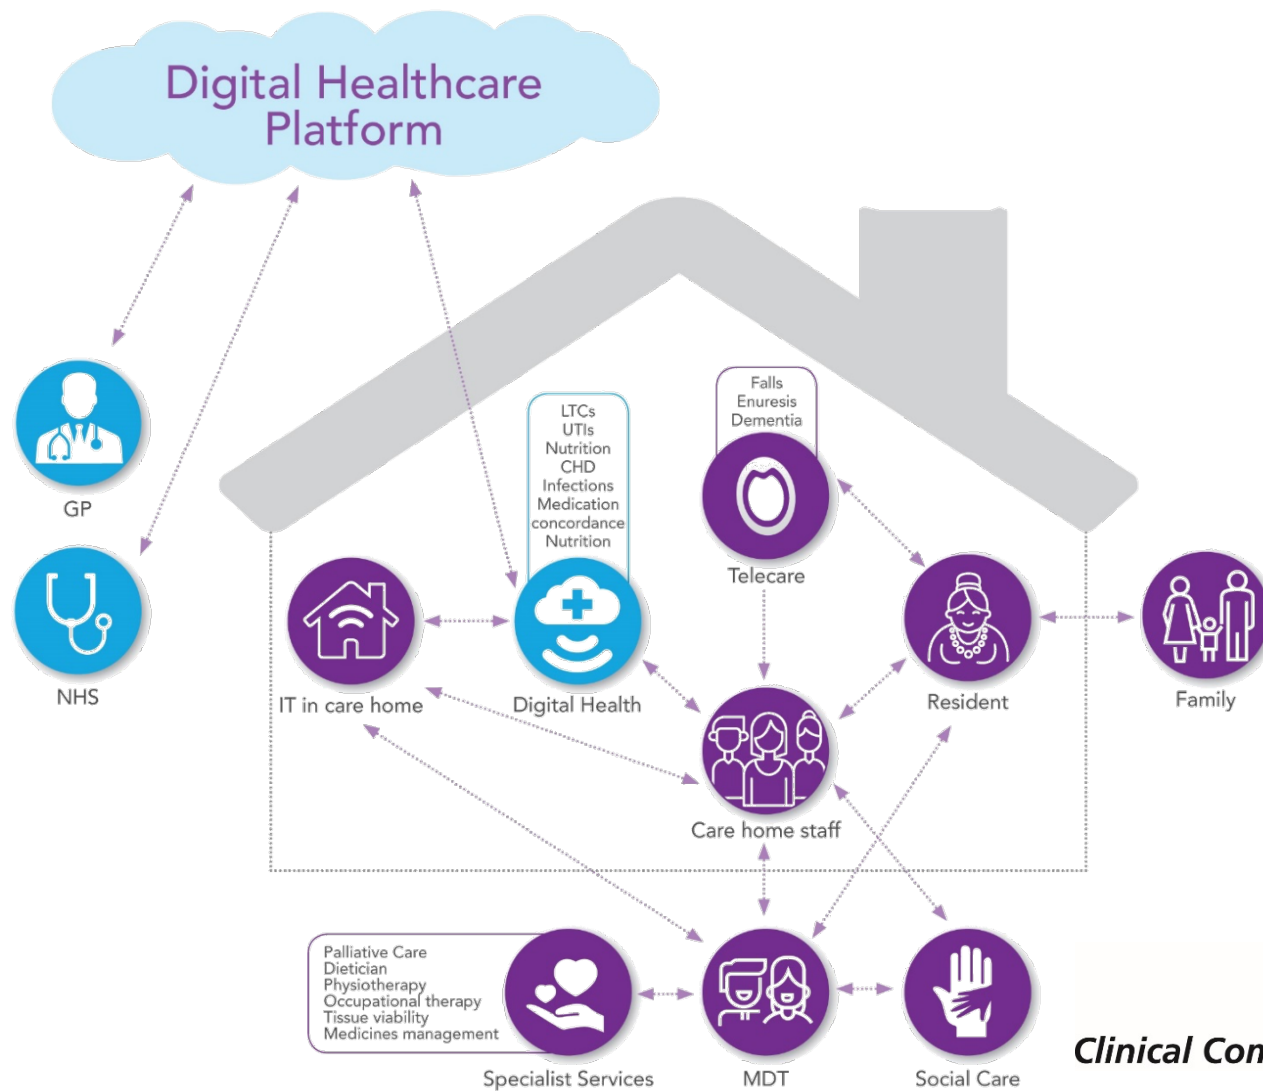 Digital Healthcare
Platform
GP
NHS
LTCs
UTIs
Nutrition
CHD
Infections
Medication
concordance
Nutrition
Falls
Enuresis
Dementia
Telecare
IT in care home
Digital Health
Resident
Family
Care home staff
Palliative Care
Dietician
Physiotherapy
Occupational therapy
Tissue viability
Medicines management
Specialist Services
MDT
Social Care
Clinical Com